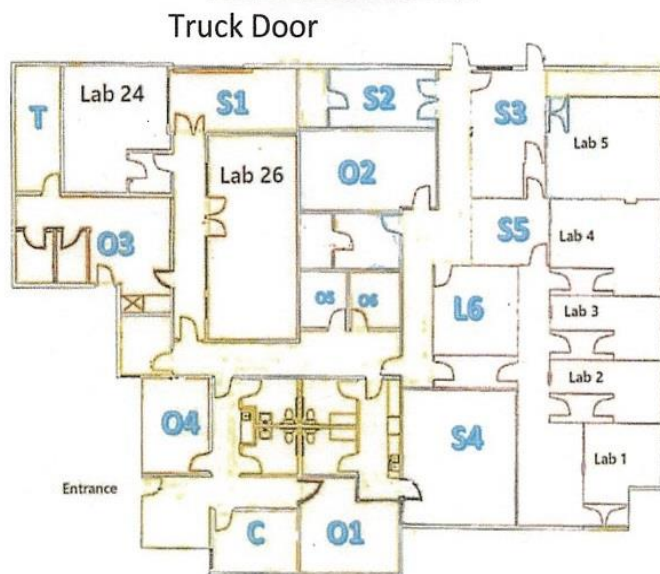 Truck Door
T
Lab 24
S1
S2
S3
Lab 5
Lab 26
O2
O3
S5
Lab 4
O5
O6
L6
Lab 3
Lab 2
O4
S4
Lab 1
Entrance
C
O1